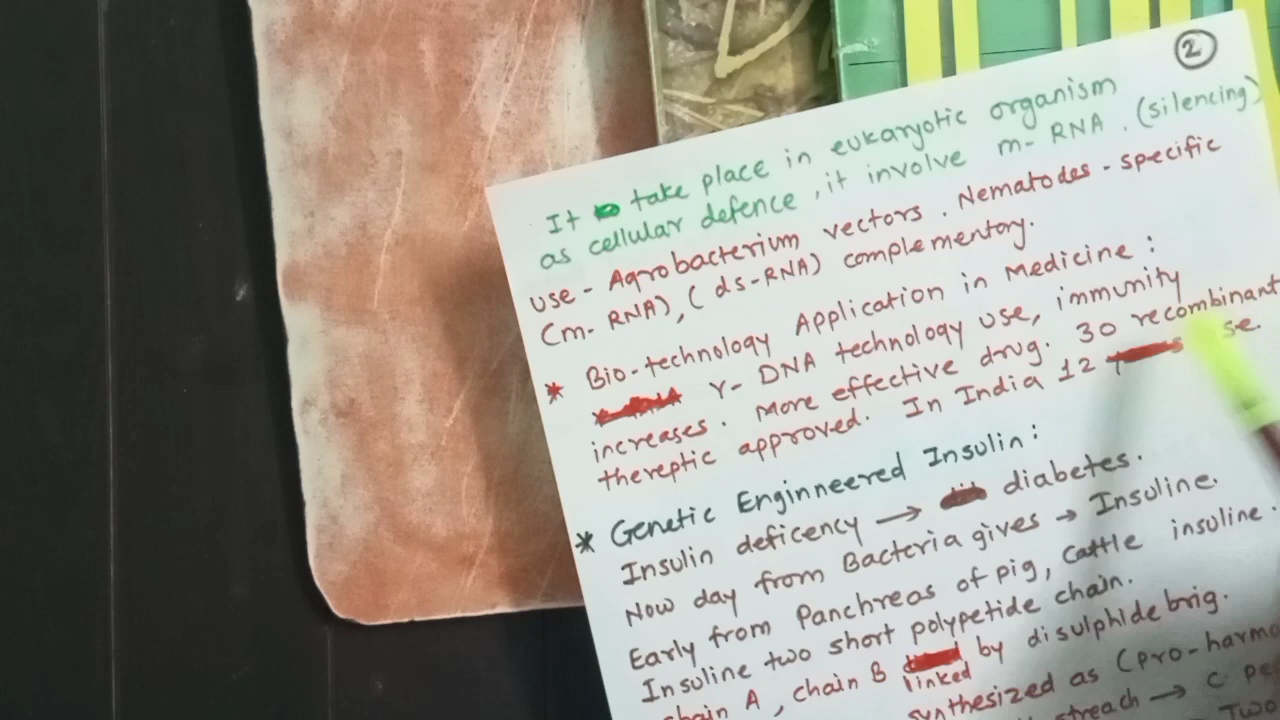 2
It take place in eukaryotic organism
as cellular defence, it involve m-RNA. (silencing)
use - Agrobacterium vectors. Nematodes - specific
(m-RNA), (ds-RNA) complementory.
* Bio-technology Application in Medicine:
r-DNA technology use, immunity
increases. More effective drug. 30 recombinant
thereptic approved. In India 12 se.
* Genetic Enginneered Insulin:
Insulin deficency → diabetes.
Now day from Bacteria gives → Insuline.
Early from Panchreas of pig, cattle insuline.
Insuline two short polypetide chain.
chain A, chain B linked by disulphide brig.
synthesized as (pro-harmo
streach → C pe
Two